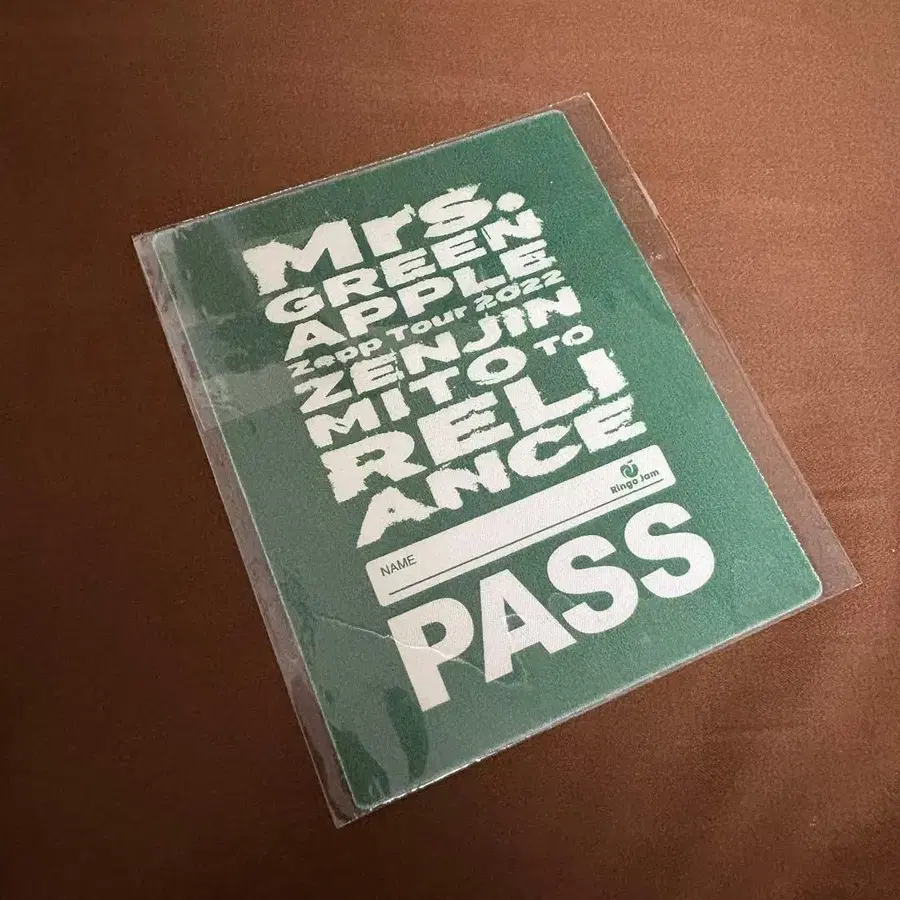 Mrs.
GREEN
APPLE
Zepp Tour 2022
ZENJIN
MITO TO
RELI
ANCE
Ringo Jam
NAME
PASS